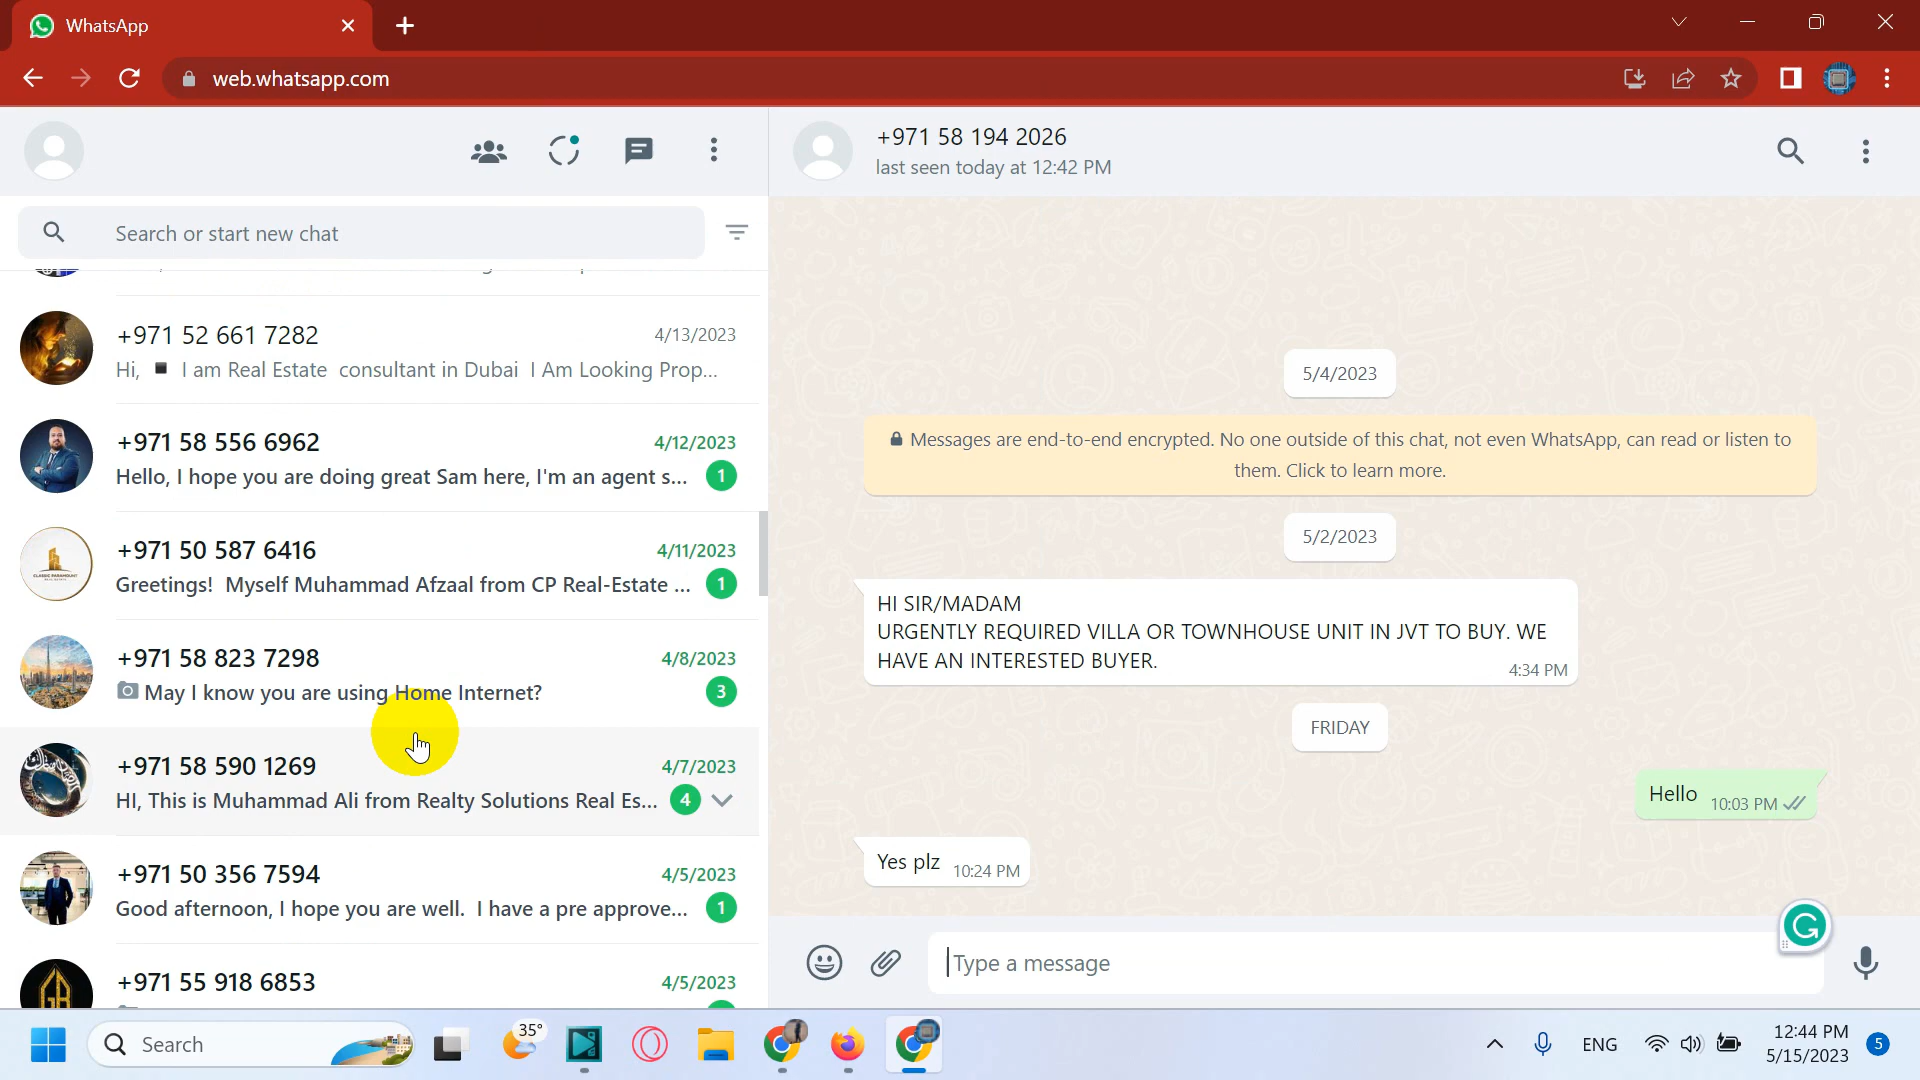 WhatsApp
web.whatsapp.com
Search or start new chat
+971 52 661 7282
4/13/2023
Hi, ▪ I am Real Estate consultant in Dubai I Am Looking Prop...
+971 58 556 6962
4/12/2023
Hello, I hope you are doing great Sam here, I'm an agent s...
1
+971 50 587 6416
4/11/2023
Greetings! Myself Muhammad Afzaal from CP Real-Estate ...
1
CLASSIC PARAMOUNT
+971 58 823 7298
4/8/2023
May I know you are using Home Internet?
3
+971 58 590 1269
4/7/2023
HI, This is Muhammad Ali from Realty Solutions Real Es...
4
+971 50 356 7594
4/5/2023
Good afternoon, I hope you are well. I have a pre approve...
1
+971 55 918 6853
4/5/2023
+971 58 194 2026
last seen today at 12:42 PM
5/4/2023
Messages are end-to-end encrypted. No one outside of this chat, not even WhatsApp, can read or listen to
them. Click to learn more.
5/2/2023
HI SIR/MADAM
URGENTLY REQUIRED VILLA OR TOWNHOUSE UNIT IN JVT TO BUY. WE
HAVE AN INTERESTED BUYER.
4:34 PM
FRIDAY
Hello 10:03 PM
Yes plz 10:24 PM
Type a message
Search
35°
ENG
12:44 PM
5/15/2023
5